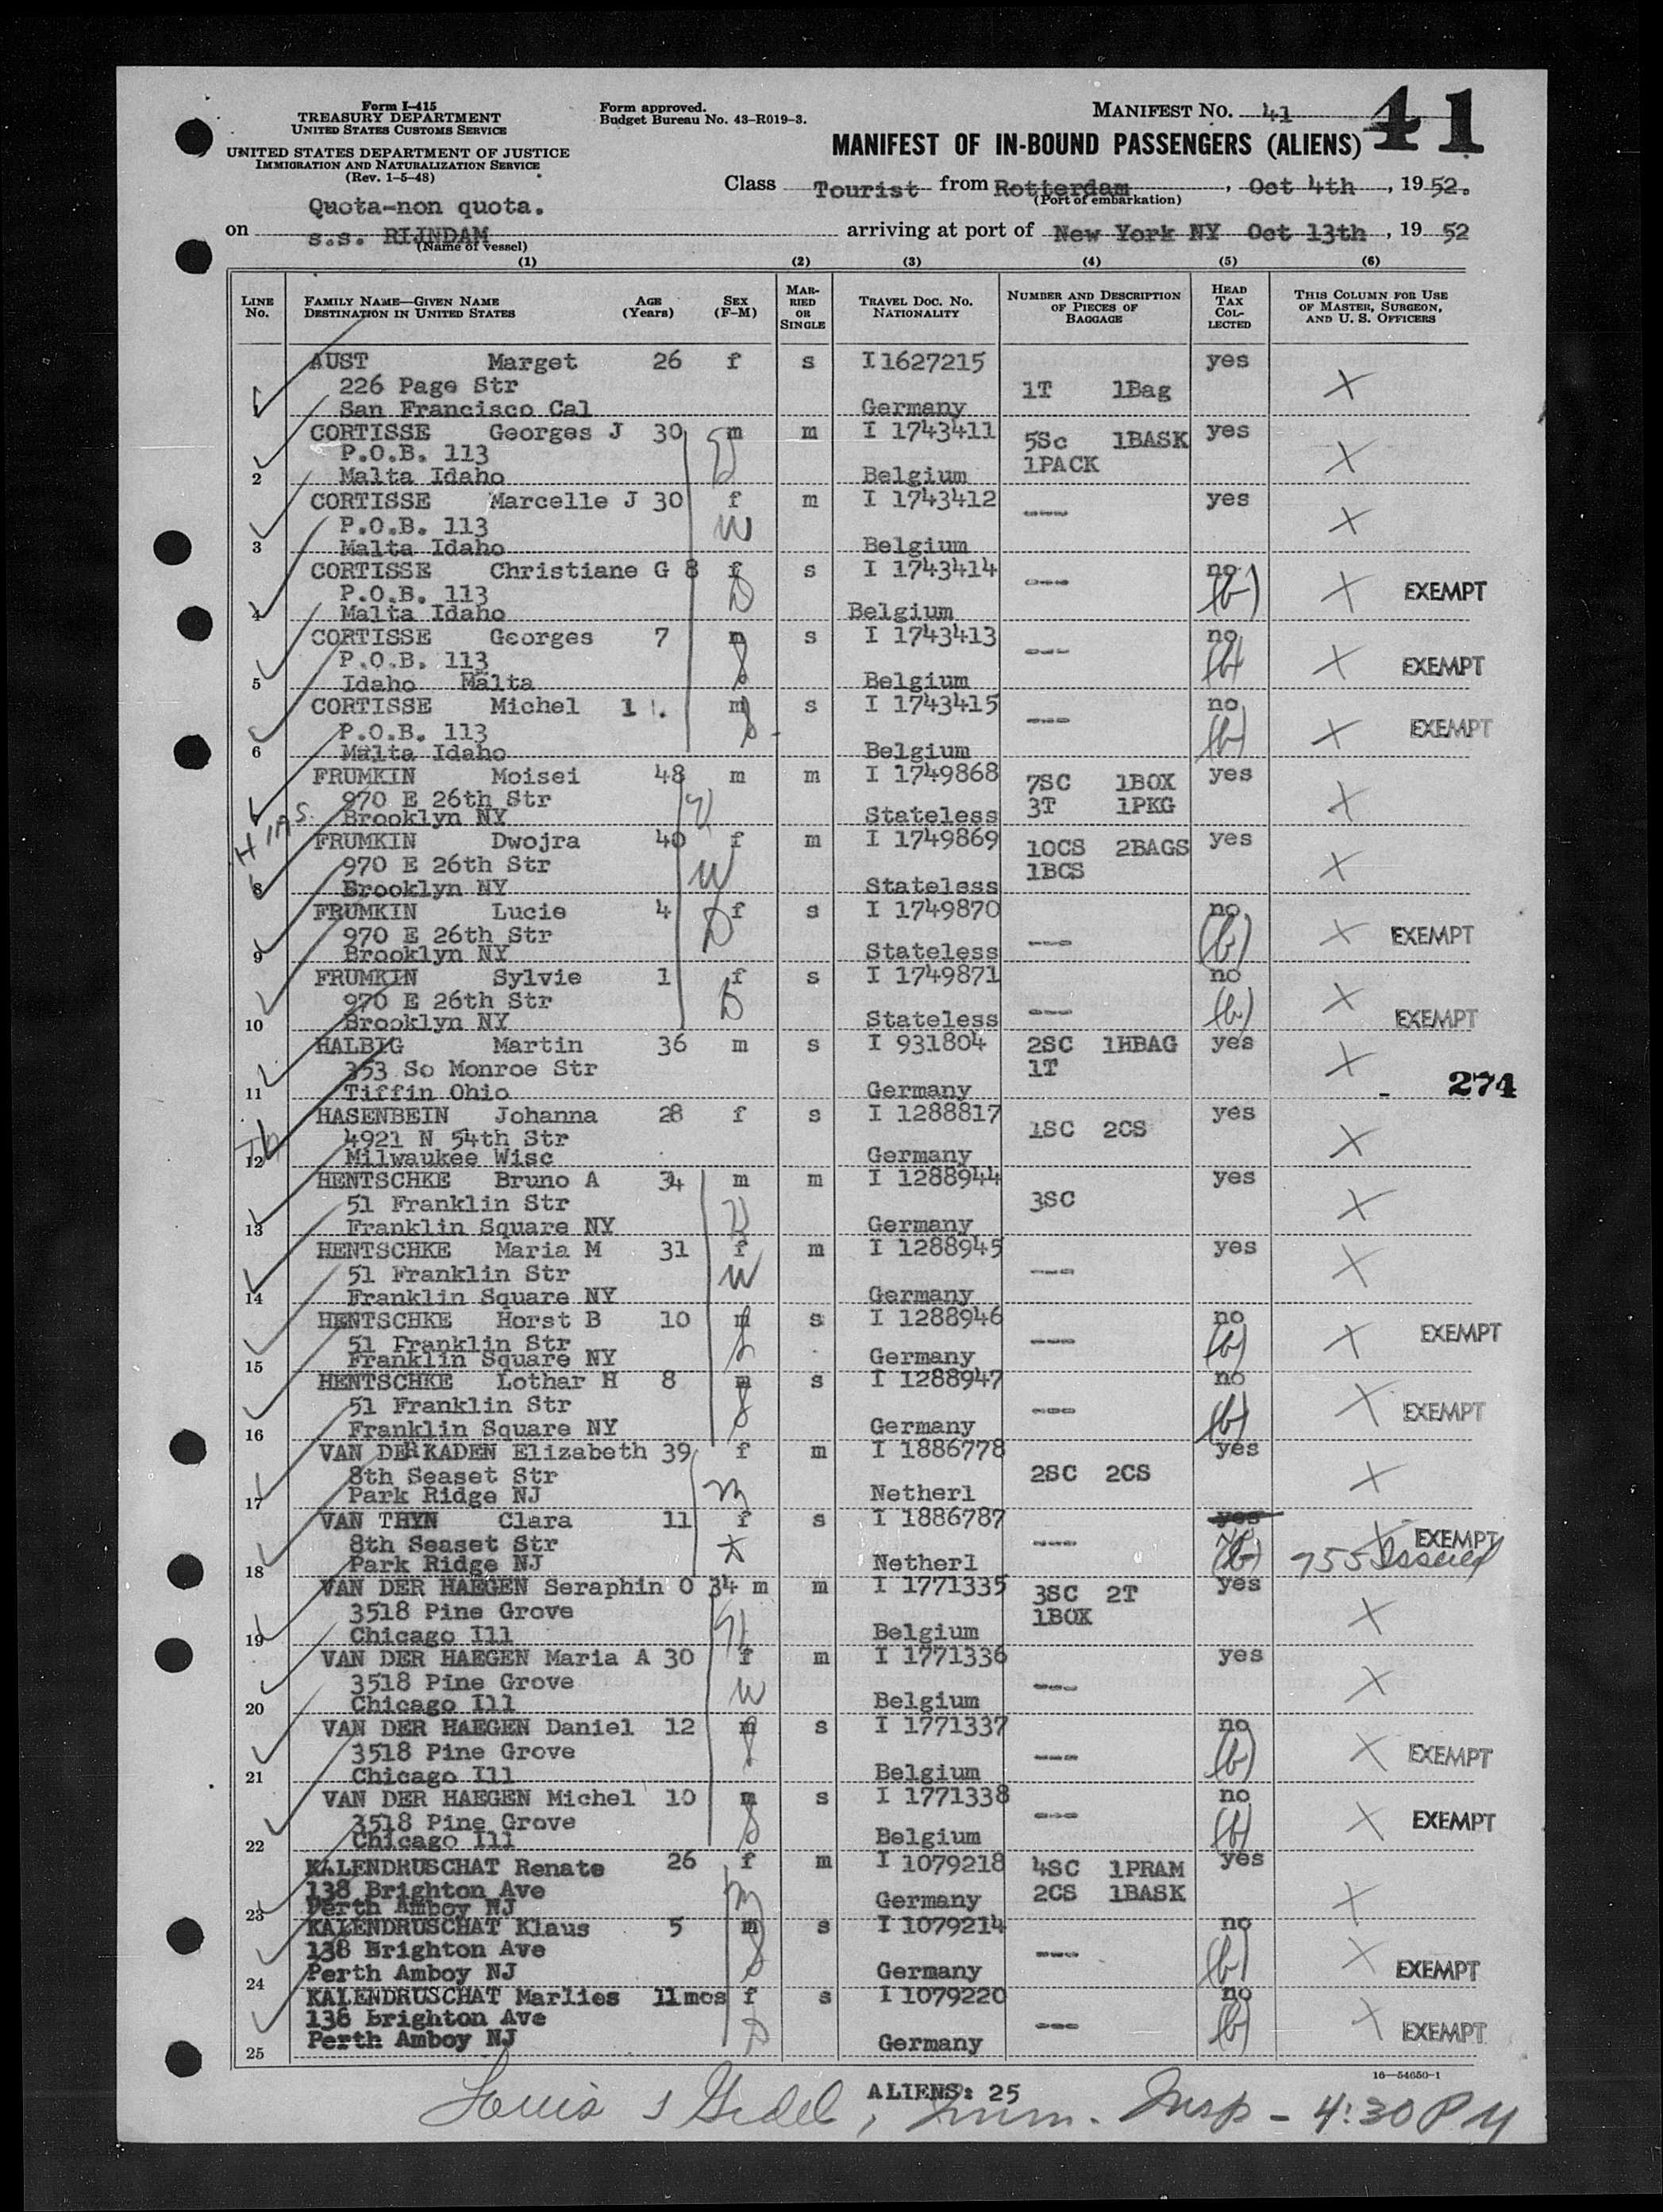 Form I-415
TREASURY DEPARTMENT
UNITED STATES CUSTOMS SERVICE
UNITED STATES DEPARTMENT OF JUSTICE
IMMIGRATION AND NATURALIZATION SERVICE
(Rev. 1-5-48)
Form approved.
Budget Bureau No. 43-R019-3.
MANIFEST NO. 41 41
MANIFEST OF IN-BOUND PASSENGERS (ALIENS)
Class Tourist from Rotterdam, Oct 4th, 1952.
(Port of embarkation)
Quota-non quota.
on s.s. RIJNDAM arriving at port of New York NY Oct 13th, 1952
(Name of vessel)
(1) (2) (3) (4) (5) (6)
LINE NO. FAMILY NAME—GIVEN NAME DESTINATION IN UNITED STATES AGE (Years) SEX (F-M) MARRIED OR SINGLE TRAVEL DOC. NO. NATIONALITY NUMBER AND DESCRIPTION OF PIECES OF BAGGAGE HEAD TAX COLLECTED THIS COLUMN FOR USE OF MASTER, SURGEON, AND U. S. OFFICERS
AUST Marget 26 f s I 1627215 yes
226 Page Str 1T 1Bag X
1 San Francisco Cal Germany
CORTISSE Georges J 30 m m I 1743411 5Sc 1BASK yes
P.O.B. 113 1PACK X
2 Malta Idaho Belgium
CORTISSE Marcelle J 30 f m I 1743412 --- yes
P.O.B. 113 W X
3 Malta Idaho Belgium
CORTISSE Christiane G 8 f s I 1743414 --- no
P.O.B. 113 D (b) X EXEMPT
4 Malta Idaho Belgium
CORTISSE Georges 7 m s I 1743413 --- no
P.O.B. 113 S (b) X EXEMPT
5 Idaho Malta Belgium
CORTISSE Michel 1 m s I 1743415 --- no
P.O.B. 113 S (b) X EXEMPT
6 Malta Idaho Belgium
FRUMKIN Moisei 48 m m I 1749868 7SC 1BOX yes
970 E 26th Str 3T 1PKG X
HIAS Brooklyn NY Stateless
FRUMKIN Dwojra 40 f m I 1749869 10CS 2BAGS yes
970 E 26th Str W 1BCS X
8 Brooklyn NY Stateless
FRUMKIN Lucie 4 f s I 1749870 no
970 E 26th Str D --- (b) X EXEMPT
9 Brooklyn NY Stateless
FRUMKIN Sylvie 1 f s I 1749871 no
970 E 26th Str D --- (b) X EXEMPT
10 Brooklyn NY Stateless
HALBIG Martin 36 m s I 931804 2SC 1HBAG yes
353 So Monroe Str 1T X
11 Tiffin Ohio Germany 274
HASENBEIN Johanna 28 f s I 1288817 yes
4921 N 54th Str 1SC 2CS X
12 Milwaukee Wisc Germany
HENTSCHKE Bruno A 34 m m I 1288944 yes
51 Franklin Str 3SC X
13 Franklin Square NY Germany
HENTSCHKE Maria M 31 f m I 1288945 yes
51 Franklin Str W --- X
14 Franklin Square NY Germany
HENTSCHKE Horst B 10 m s I 1288946 no
51 Franklin Str S --- (b) X EXEMPT
15 Franklin Square NY Germany
HENTSCHKE Lothar H 8 m s I 1288947 no
51 Franklin Str S --- (b) X EXEMPT
16 Franklin Square NY Germany
VAN DER KADEN Elizabeth 39 f m I 1886778 yes
8th Seaset Str M 2SC 2CS X
17 Park Ridge NJ Netherl
VAN THYN Clara 11 f s I 1886787 yes
8th Seaset Str --- (b) X EXEMPT
18 Park Ridge NJ Netherl 755 Issued
VAN DER HAEGEN Seraphin O 34 m m I 1771335 3SC 2T yes
3518 Pine Grove 1BOX X
19 Chicago Ill Belgium
VAN DER HAEGEN Maria A 30 f m I 1771336 yes
3518 Pine Grove W --- X
20 Chicago Ill Belgium
VAN DER HAEGEN Daniel 12 m s I 1771337 no
3518 Pine Grove S --- (b) X EXEMPT
21 Chicago Ill Belgium
VAN DER HAEGEN Michel 10 m s I 1771338 no
3518 Pine Grove S --- (b) X EXEMPT
22 Chicago Ill Belgium
KALENDRUSCHAT Renate 26 f m I 1079218 4SC 1PRAM yes
138 Brighton Ave M 2CS 1BASK X
23 Perth Amboy NJ Germany
KALENDRUSCHAT Klaus 5 m s I 1079214 no
138 Brighton Ave S --- (b) X EXEMPT
24 Perth Amboy NJ Germany
KALENDRUSCHAT Marlies 11mos f s I 1079220 no
138 Brighton Ave D --- (b) X EXEMPT
25 Perth Amboy NJ Germany
16—54650-1
ALIENS: 25
Louis S Gedel, Imm. Insp - 4:30 PM